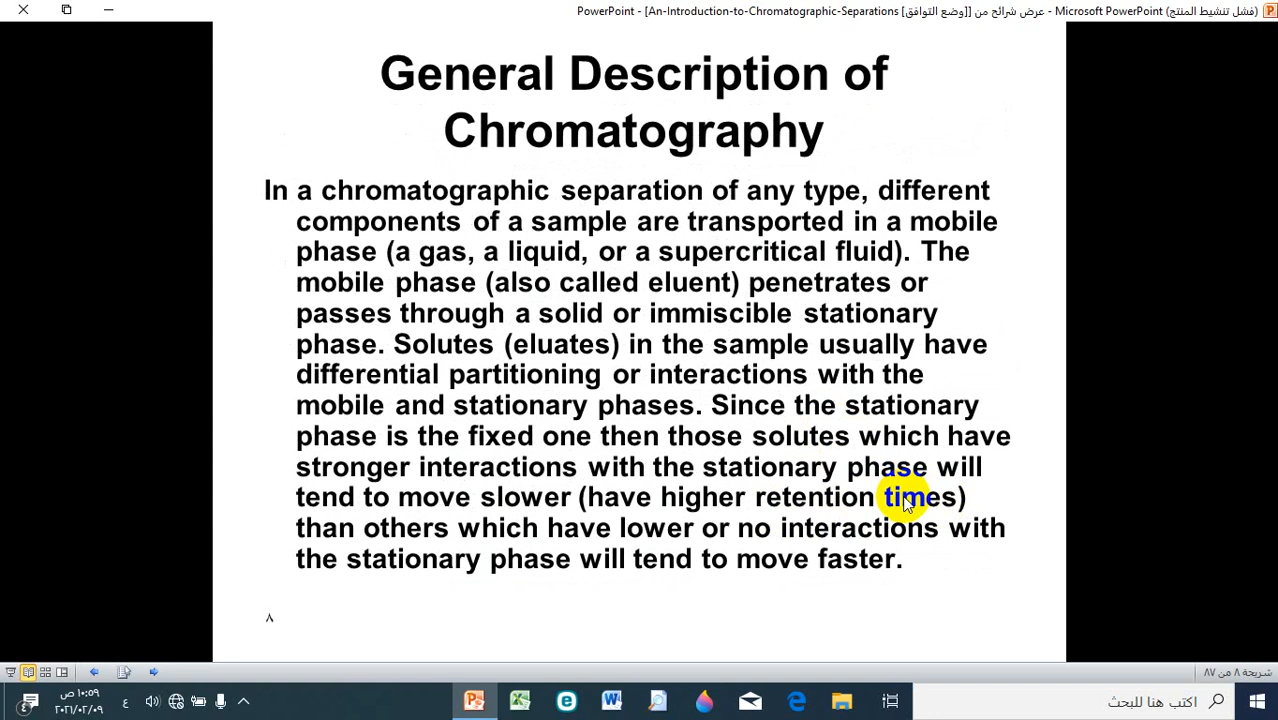 PowerPoint - [An-Introduction-to-Chromatographic-Separations [وضع التوافق]] عرض شرائح من - Microsoft PowerPoint (فشل تنشيط المنتج)
General Description of
Chromatography
In a chromatographic separation of any type, different
components of a sample are transported in a mobile
phase (a gas, a liquid, or a supercritical fluid). The
mobile phase (also called eluent) penetrates or
passes through a solid or immiscible stationary
phase. Solutes (eluates) in the sample usually have
differential partitioning or interactions with the
mobile and stationary phases. Since the stationary
phase is the fixed one then those solutes which have
stronger interactions with the stationary phase will
tend to move slower (have higher retention times)
than others which have lower or no interactions with
the stationary phase will tend to move faster.
٨
شريحة ٨ من ٨٧
١٠:٥٩ ص
ع
٢٠٢١/٠٢/٠٩
اكتب هنا للبحث